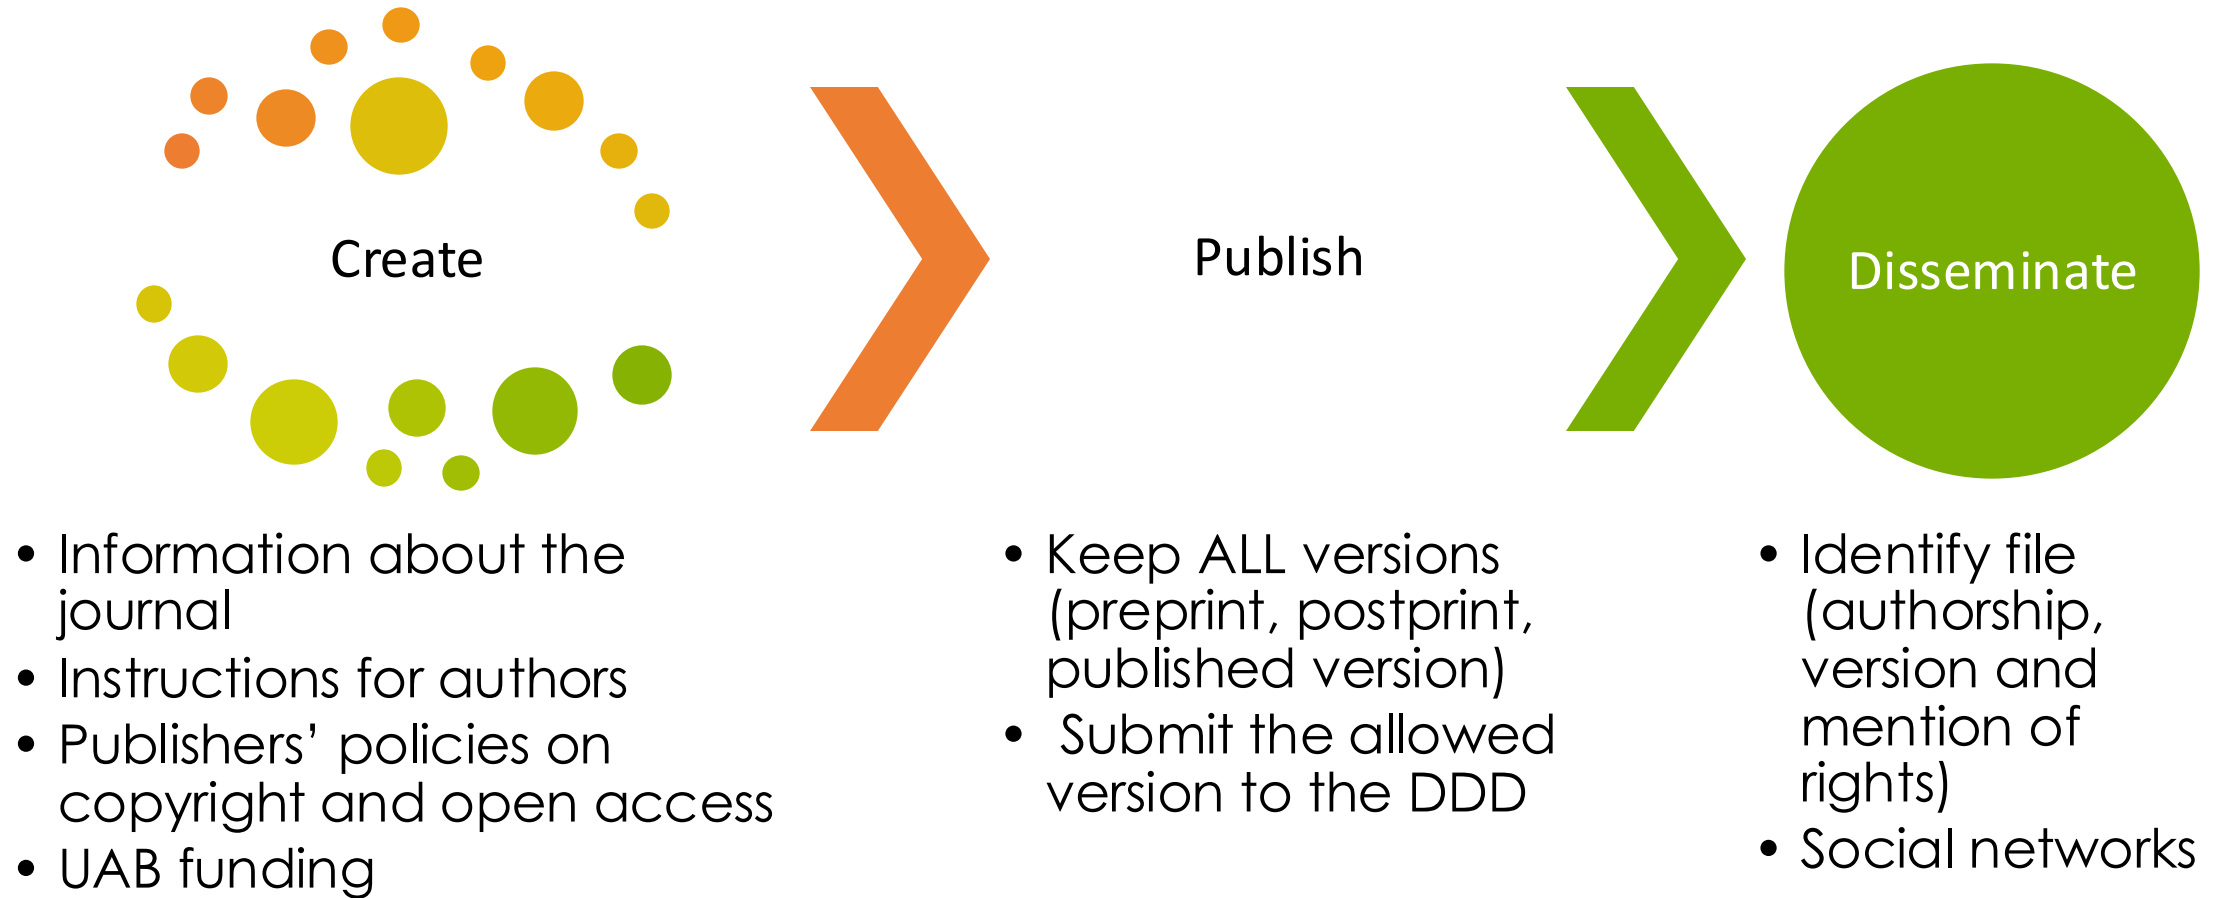 Create
Publish
Disseminate
• Information about the
journal
• Instructions for authors
• Publishers’ policies on
copyright and open access
• UAB funding
• Keep ALL versions
(preprint, postprint,
published version)
• Submit the allowed
version to the DDD
• Identify file
(authorship,
version and
mention of
rights)
• Social networks